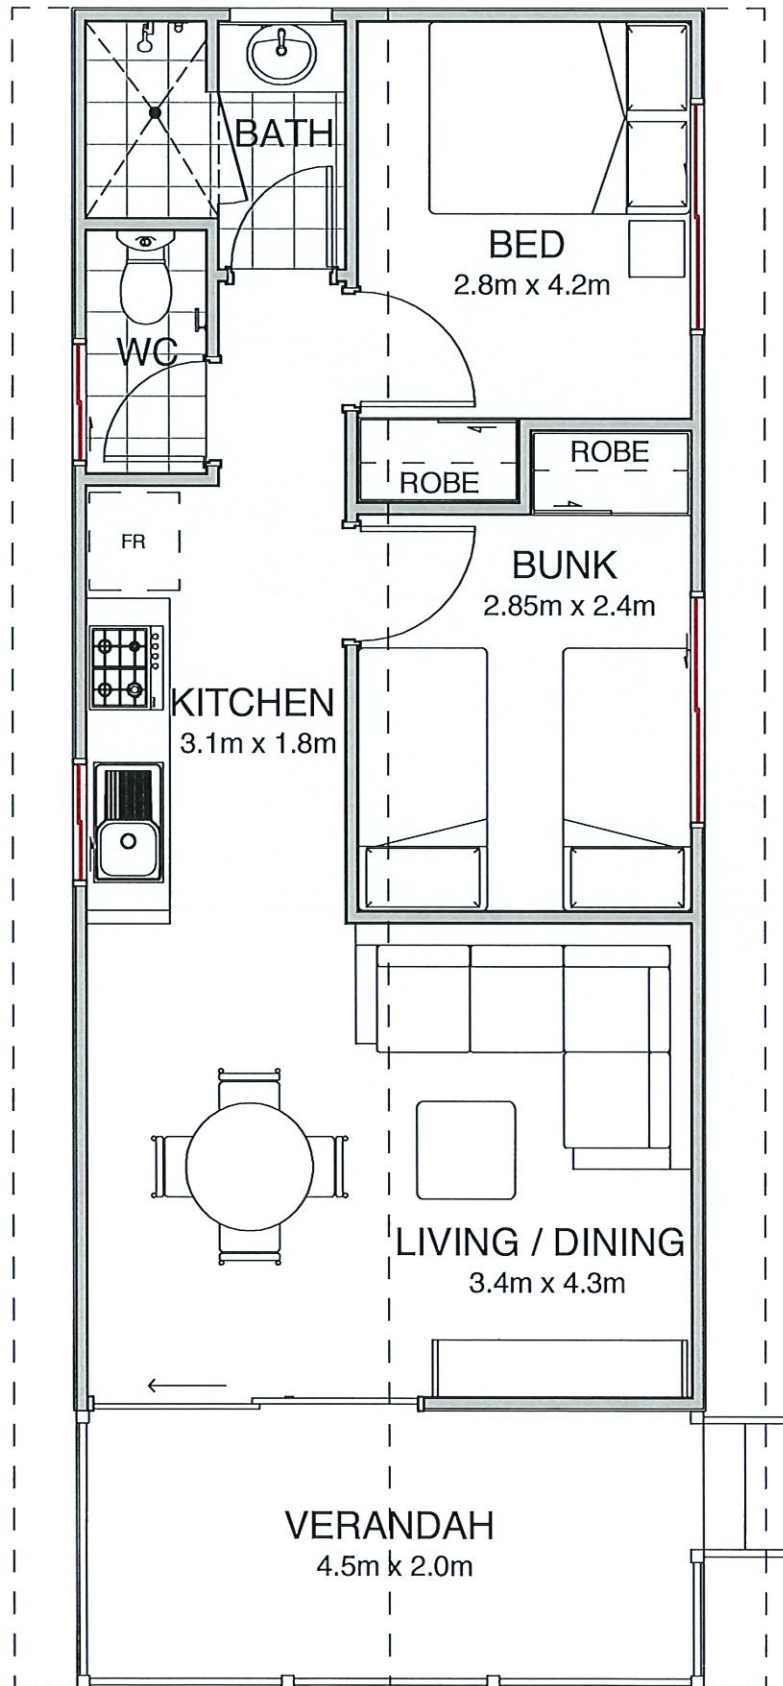 BATH
BED
2.8m x 4.2m
WC
ROBE
ROBE
FR
BUNK
2.85m x 2.4m
KITCHEN
3.1m x 1.8m
LIVING / DINING
3.4m x 4.3m
VERANDAH
4.5m x 2.0m